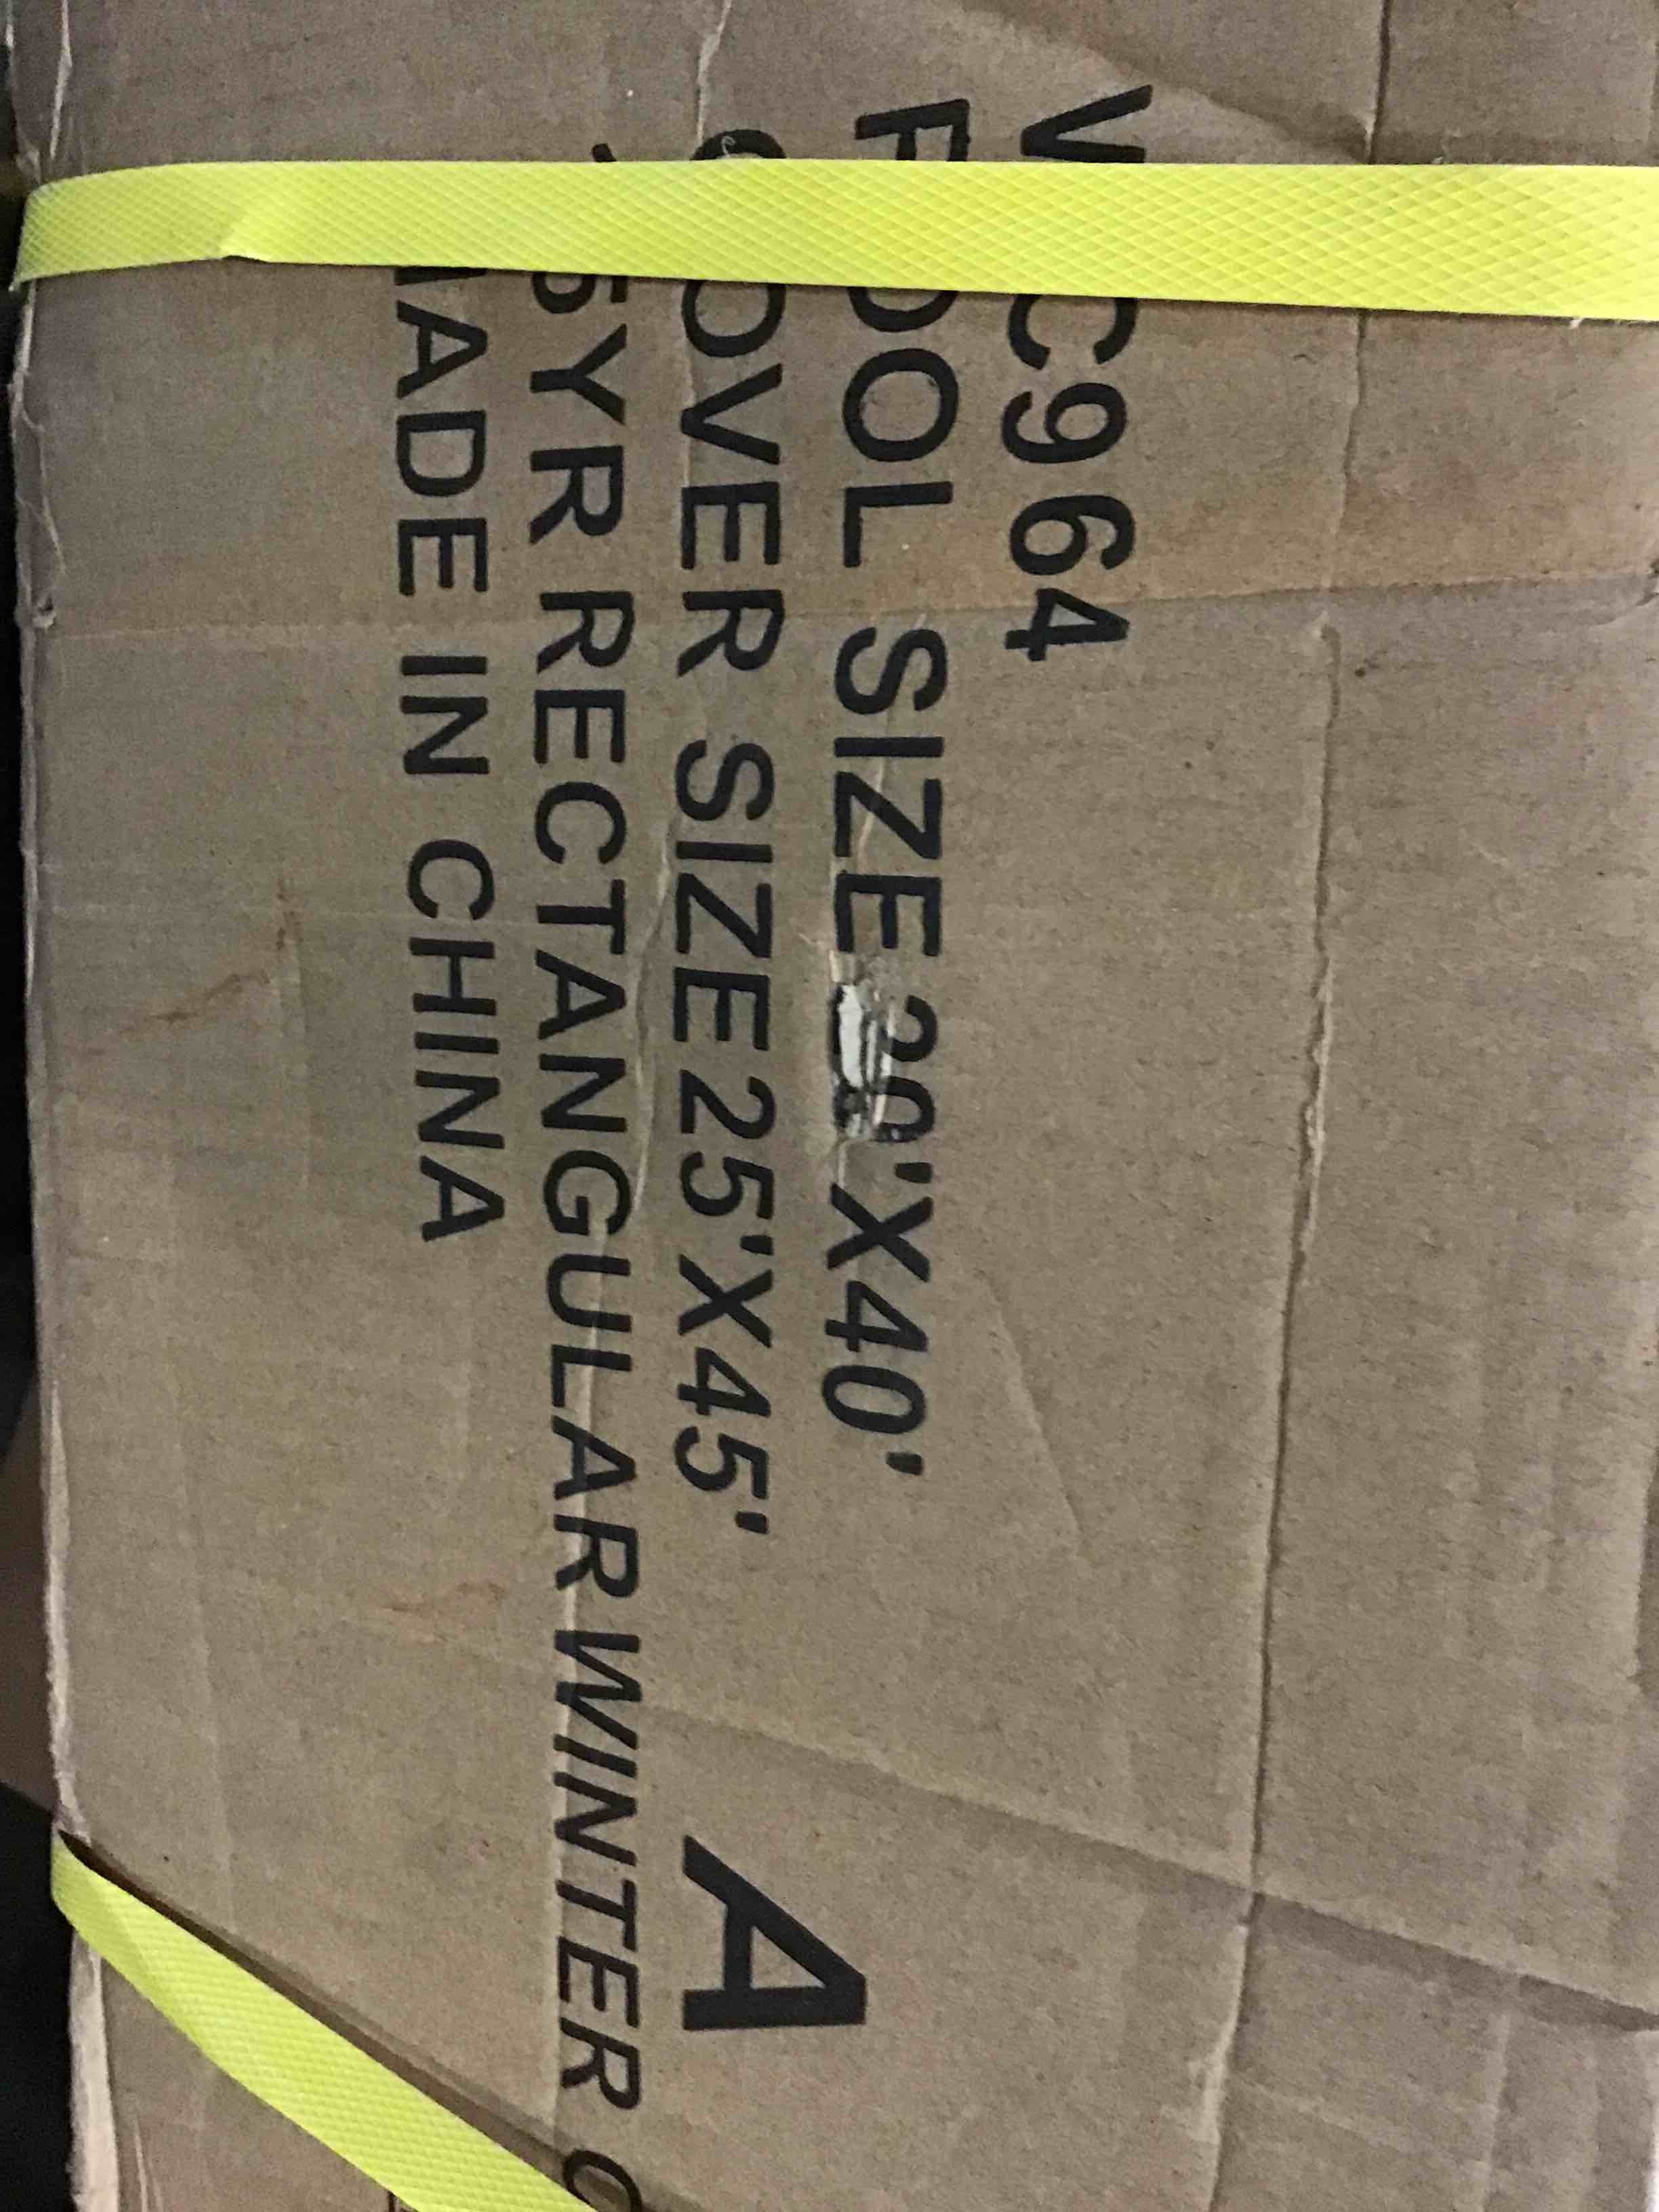 POOL SIZE 20'X40'
COVER SIZE 25'X45'
RECTANGULAR WINTER
MADE IN CHINA
A